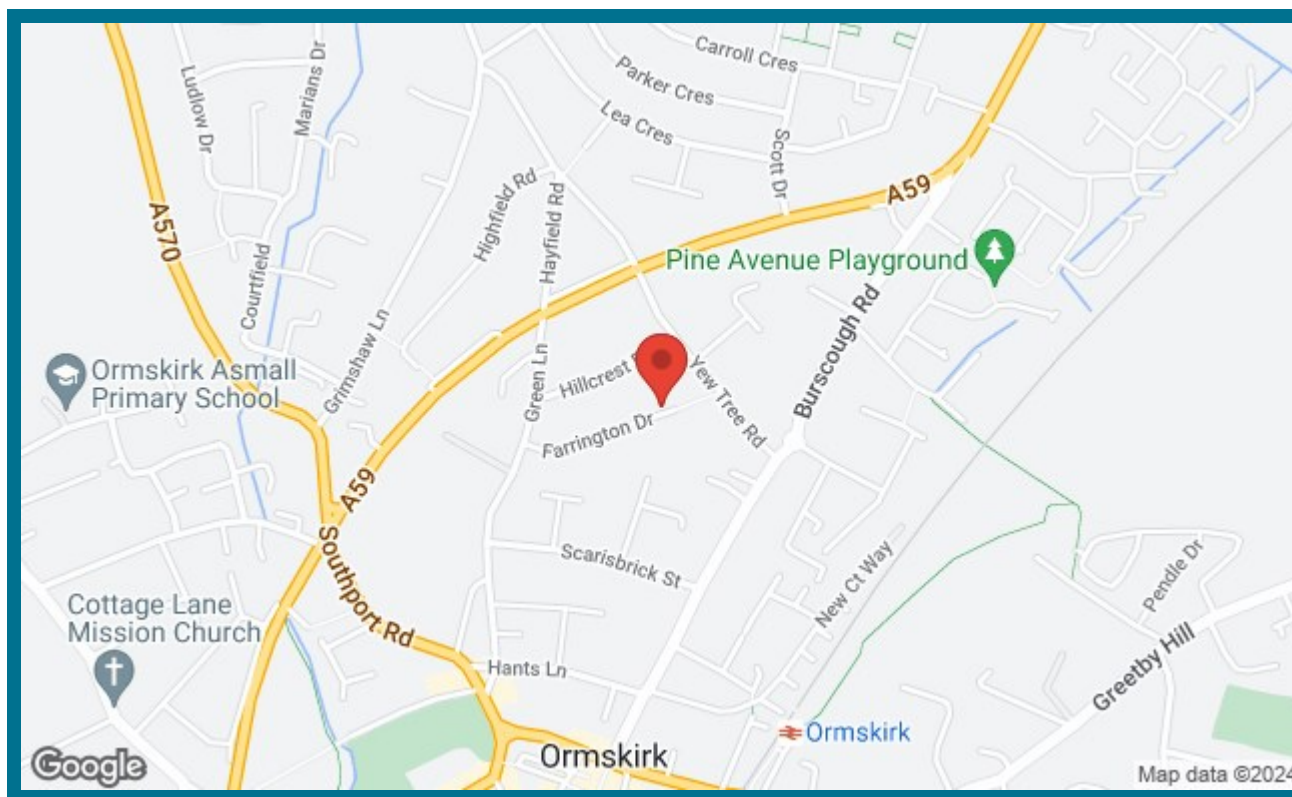 Carroll Cres
Parker Cres
Lea Cres
Marians Dr
Ludlow Dr
Scott Dr
A59
A570
Highfield Rd
Hayfield Rd
Courtfield
Pine Avenue Playground
Grimshaw Ln
Burscough Rd
Ormskirk Asmall
Primary School
Green Ln
Hillcrest
Yew Tree Rd
Farrington Dr
A59
Southport Rd
Scarisbrick St
New Ct Way
Pendle Dr
Cottage Lane
Mission Church
Greetby Hill
Hants Ln
Ormskirk
Ormskirk
Google
Map data ©2024